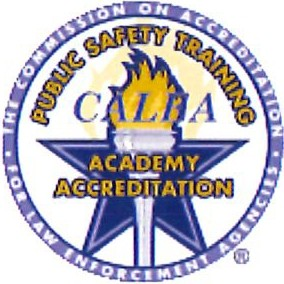 THE COMMISSION ON ACCREDITATION
PUBLIC SAFETY TRAINING
CALEA
ACADEMY
ACCREDITATION
FOR LAW ENFORCEMENT AGENCIES
®